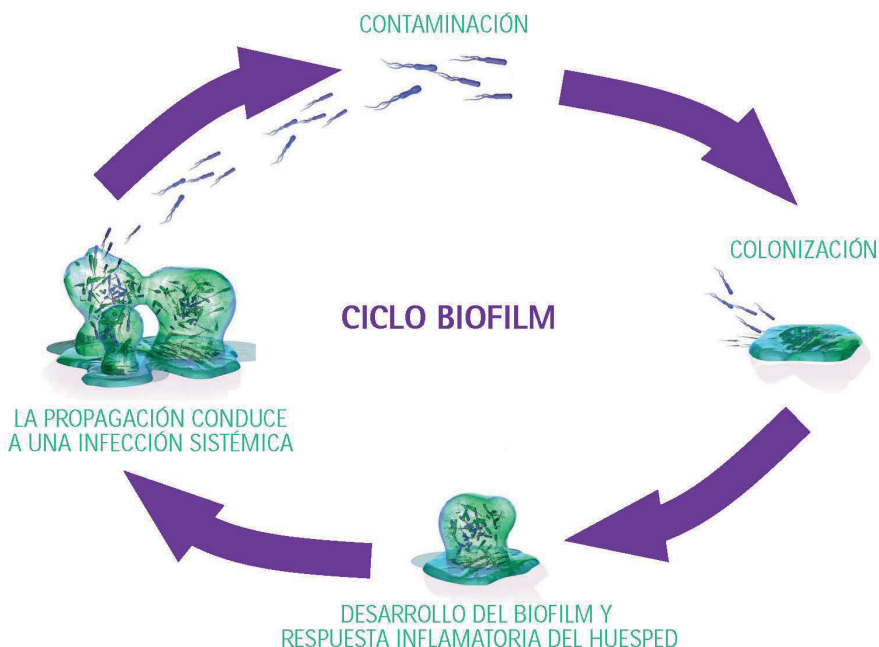 CONTAMINACIÓN
COLONIZACIÓN
CICLO BIOFILM
LA PROPAGACIÓN CONDUCE
A UNA INFECCIÓN SISTÉMICA
DESARROLLO DEL BIOFILM Y
RESPUESTA INFLAMATORIA DEL HUESPED